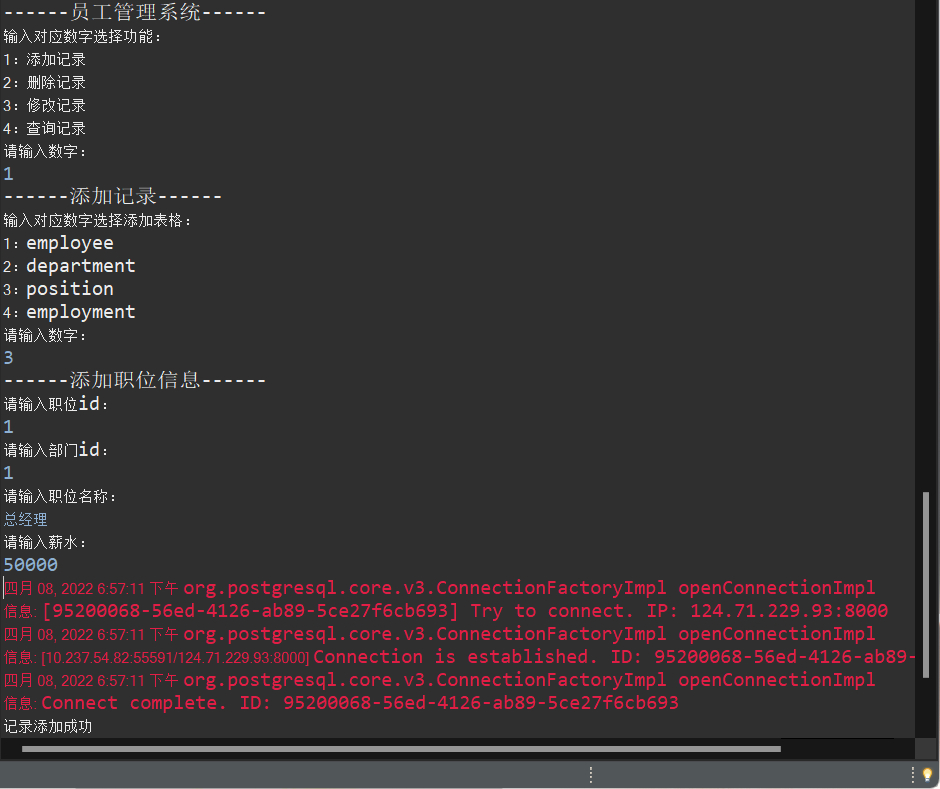 ------员工管理系统------
输入对应数字选择功能：
1：添加记录
2：删除记录
3：修改记录
4：查询记录
请输入数字：
1
------添加记录------
输入对应数字选择添加表格：
1：employee
2：department
3：position
4：employment
请输入数字：
3
------添加职位信息------
请输入职位id：
1
请输入部门id：
1
请输入职位名称：
总经理
请输入薪水：
50000
四月 08, 2022 6:57:11 下午 org.postgresql.core.v3.ConnectionFactoryImpl openConnectionImpl
信息: [95200068-56ed-4126-ab89-5ce27f6cb693] Try to connect. IP: 124.71.229.93:8000
四月 08, 2022 6:57:11 下午 org.postgresql.core.v3.ConnectionFactoryImpl openConnectionImpl
信息: [10.237.54.82:55591/124.71.229.93:8000] Connection is established. ID: 95200068-56ed-4126-ab89-
四月 08, 2022 6:57:11 下午 org.postgresql.core.v3.ConnectionFactoryImpl openConnectionImpl
信息: Connect complete. ID: 95200068-56ed-4126-ab89-5ce27f6cb693
记录添加成功